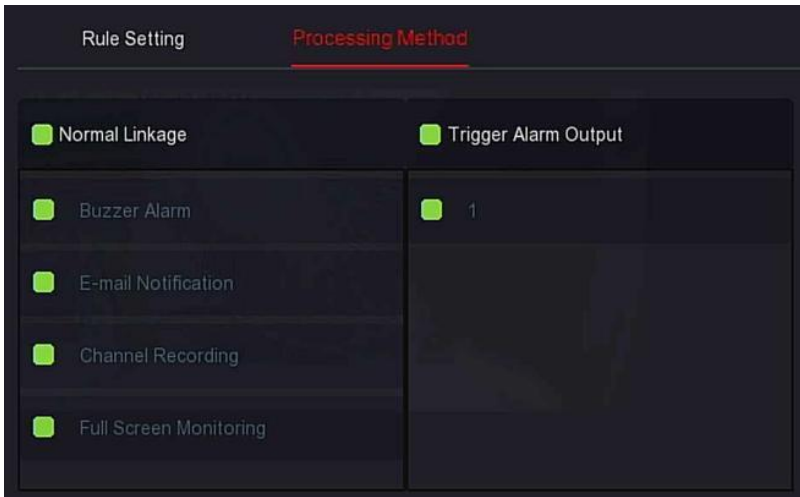 Rule Setting Processing Method
Normal Linkage Trigger Alarm Output
Buzzer Alarm 1
E-mail Notification
Channel Recording
Full Screen Monitoring